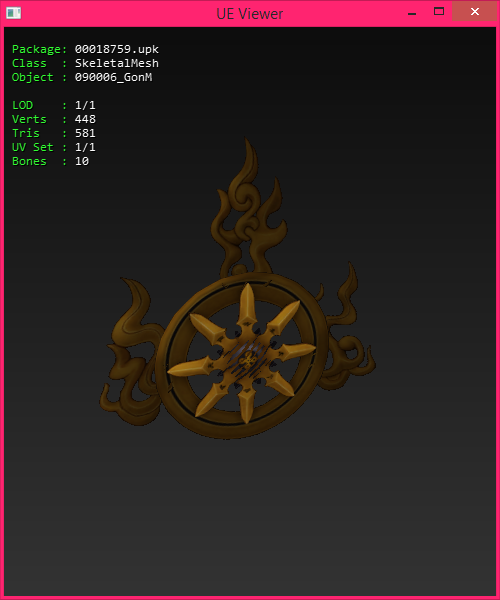 UE Viewer
Package: 00018759.upk
Class : SkeletalMesh
Object : 090006_GonM
LOD : 1/1
Verts : 448
Tris : 581
UV Set : 1/1
Bones : 10